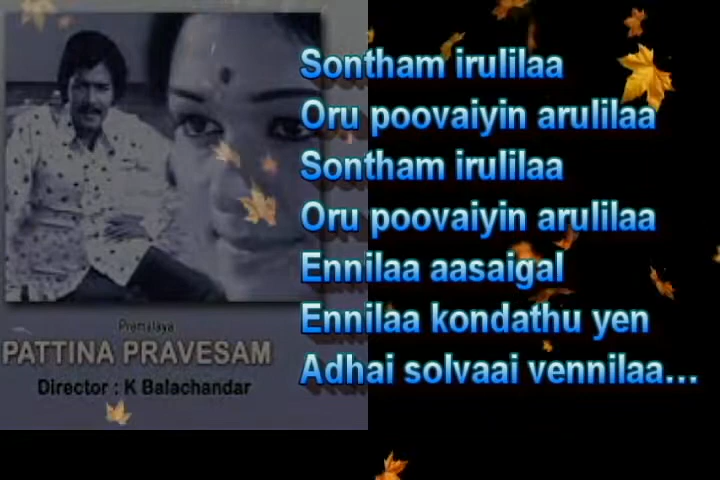 Sontham irulilaa
Oru poovaiyin arulilaa
Sontham irulilaa
Oru poovaiyin arulilaa
Ennilaa aasaigal
Ennilaa kondathu yen
Adhai solvaai vennilaa...
Premalaya
PATTINA PRAVESAM
Director : K Balachandar